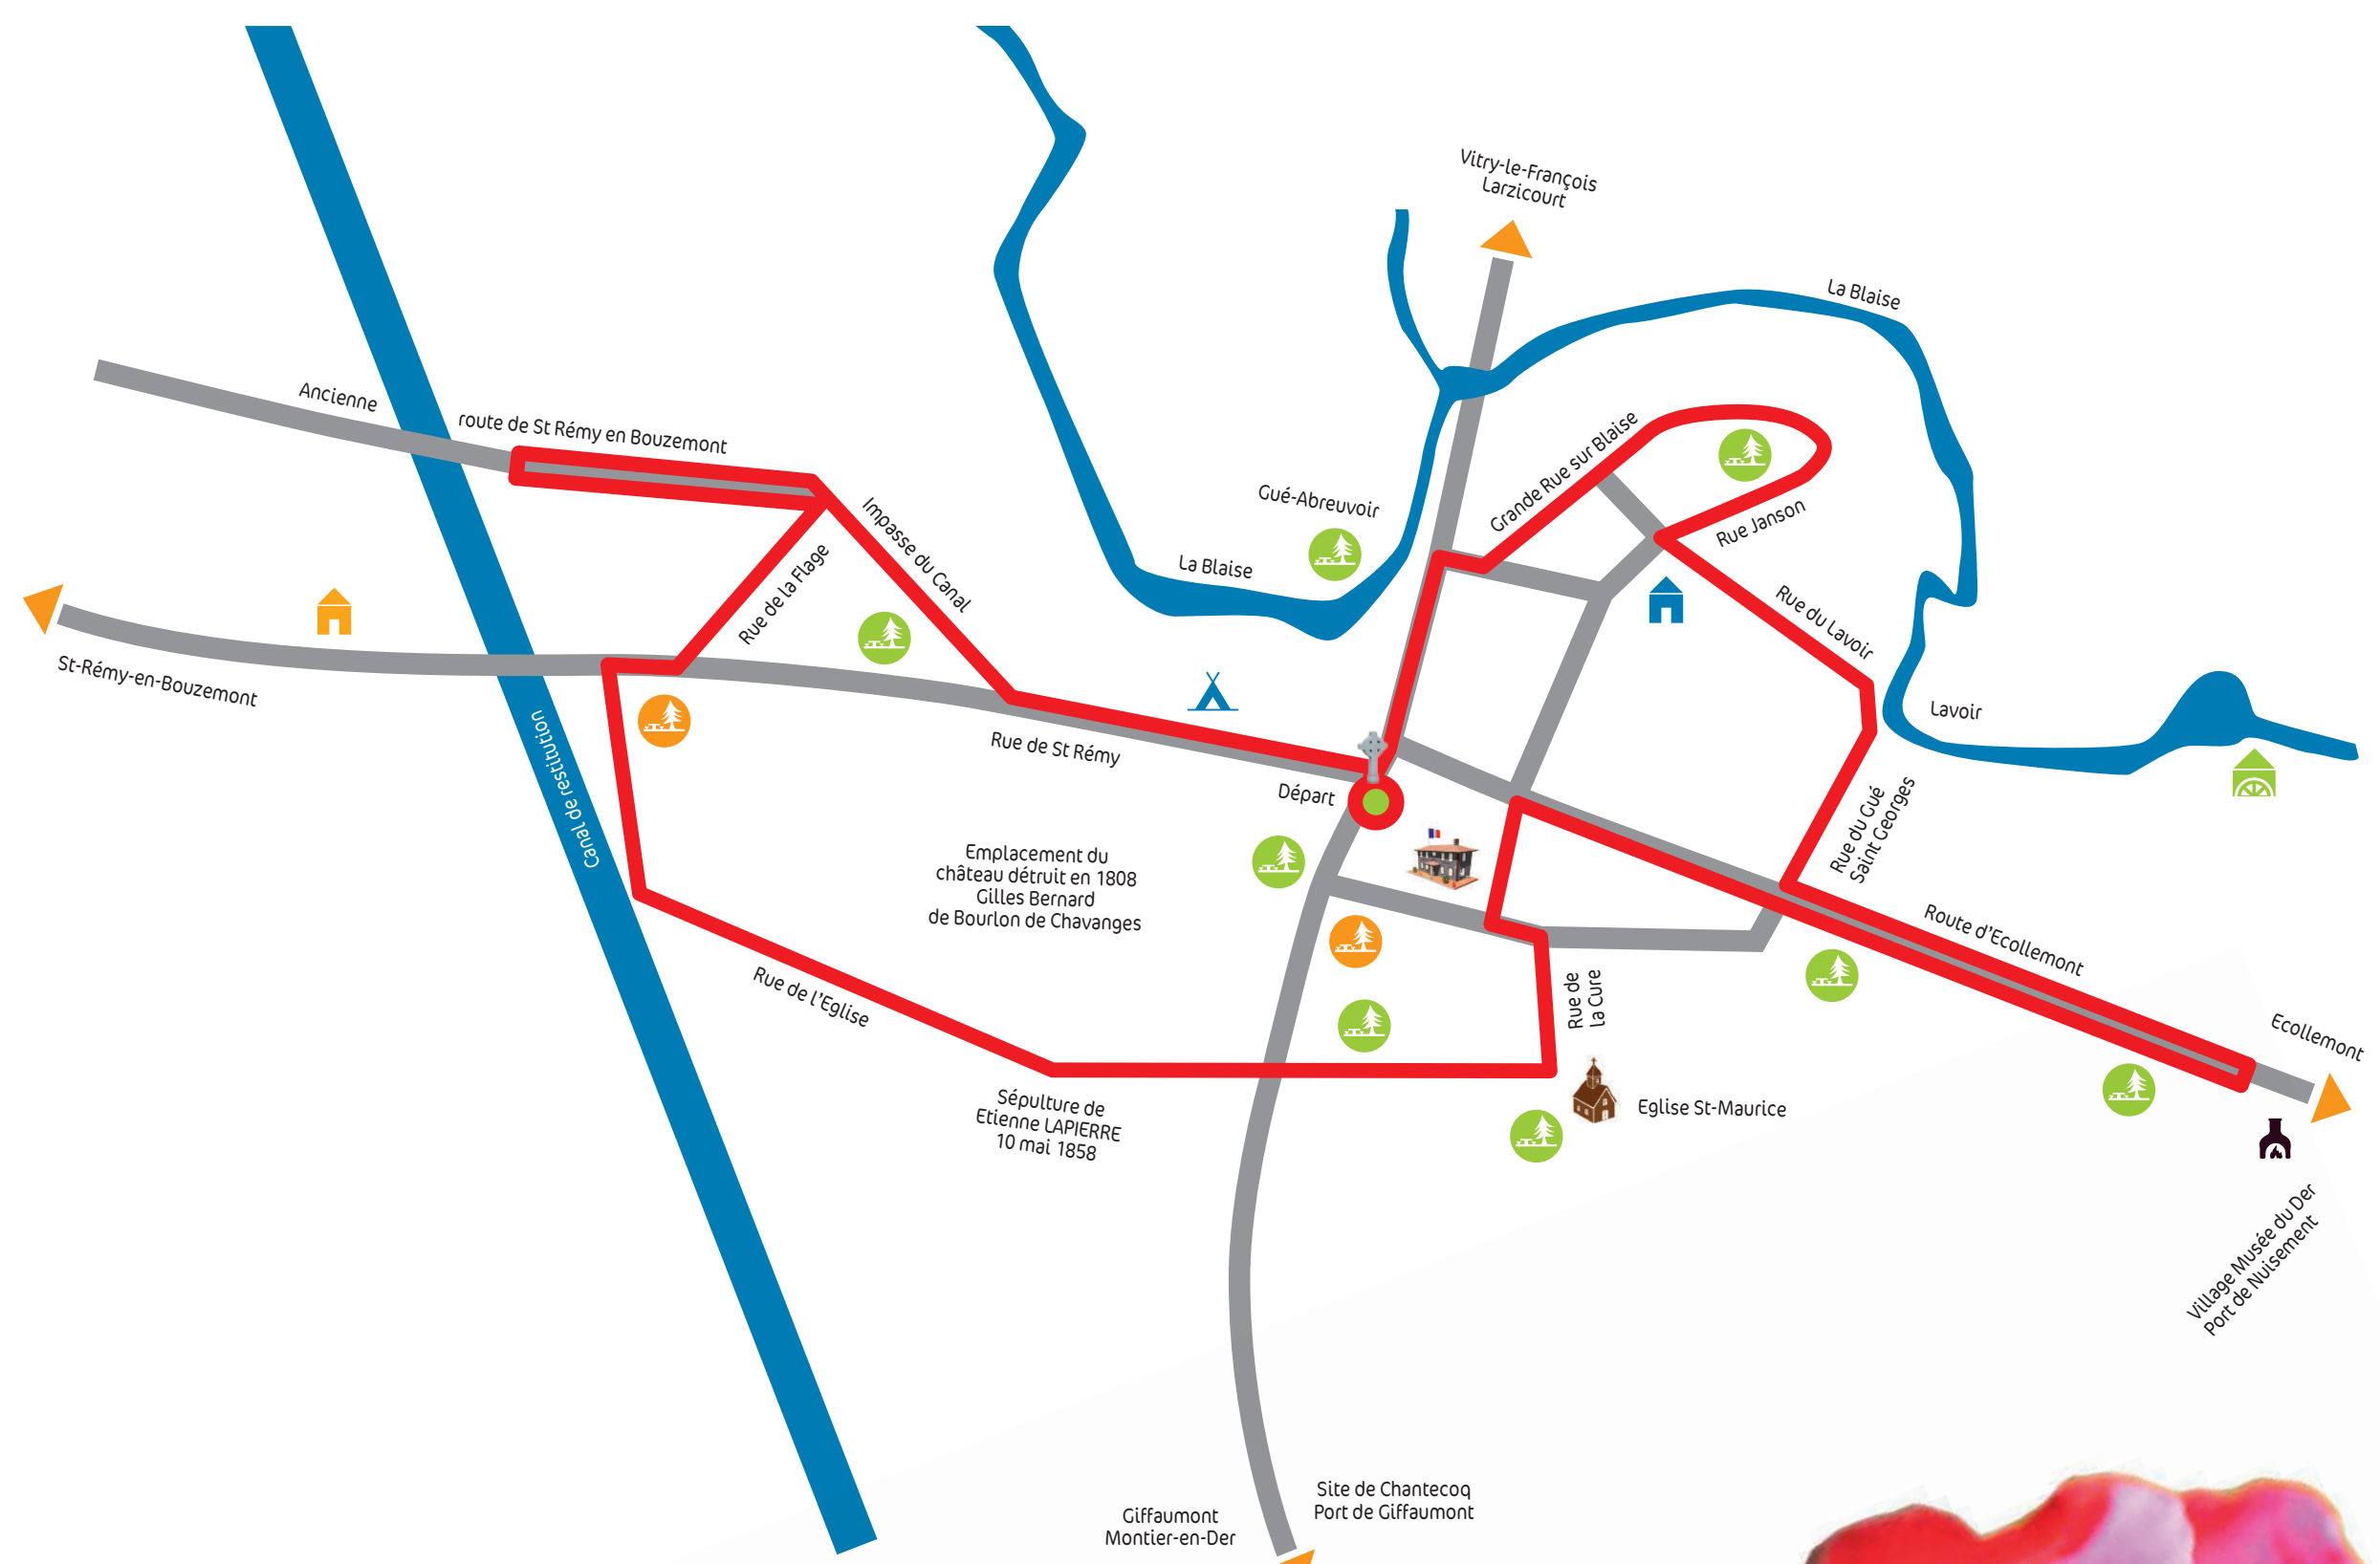 Vitry-le-François
Larzicourt
La Blaise
Ancienne
route de St Rémy en Bouzemont
Grande Rue sur Blaise
Gué-Abreuvoir
Impasse du Canal
Rue Janson
La Blaise
Rue de la Flage
Rue du Lavoir
St-Rémy-en-Bouzemont
Lavoir
Canal de restitution
Rue de St Rémy
Départ
Rue du Gué
Saint Georges
Emplacement du
château détruit en 1808
Gilles Bernard
de Bourlon de Chavanges
Route d'Ecollemont
Rue de l'Eglise
Rue de
la Cure
Ecollemont
Sépulture de
Etienne LAPIERRE
10 mai 1858
Eglise St-Maurice
Village Musée du Der
Port de Nuisement
Site de Chantecoq
Port de Giffaumont
Giffaumont
Montier-en-Der